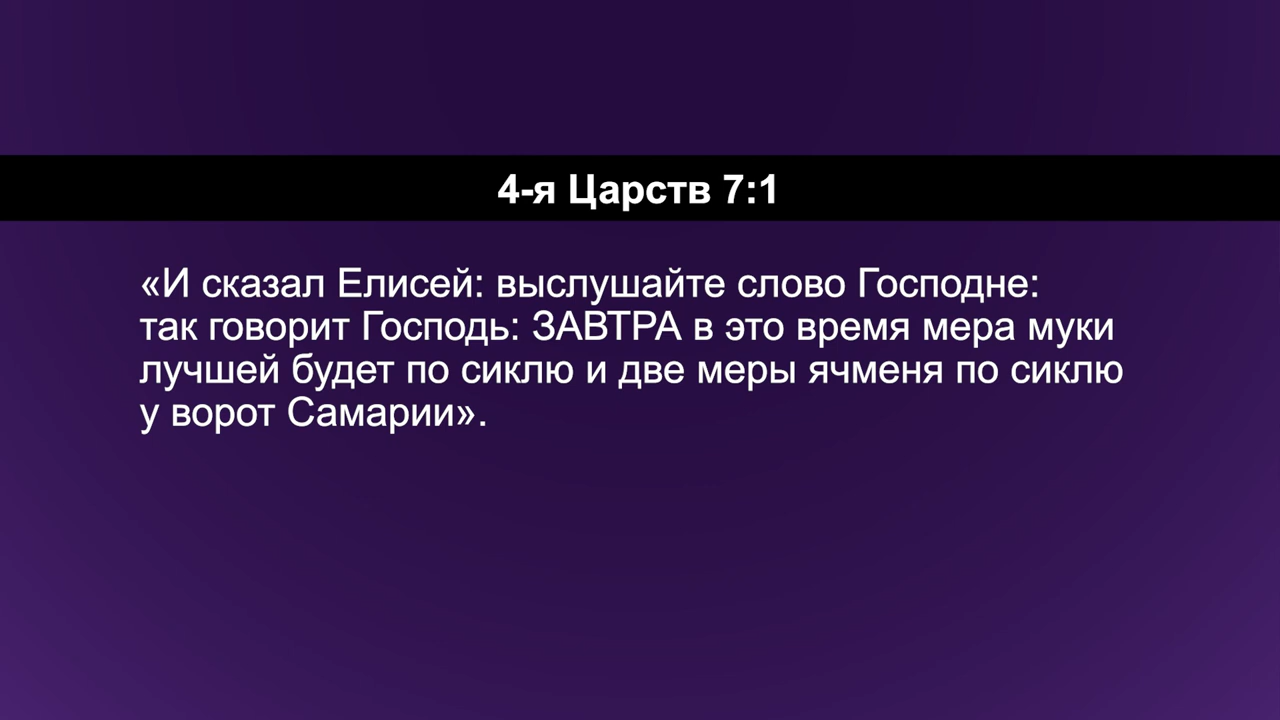 4-я Царств 7:1
«И сказал Елисей: выслушайте слово Господне:
так говорит Господь: ЗАВТРА в это время мера муки
лучшей будет по сиклю и две меры ячменя по сиклю
у ворот Самарии».